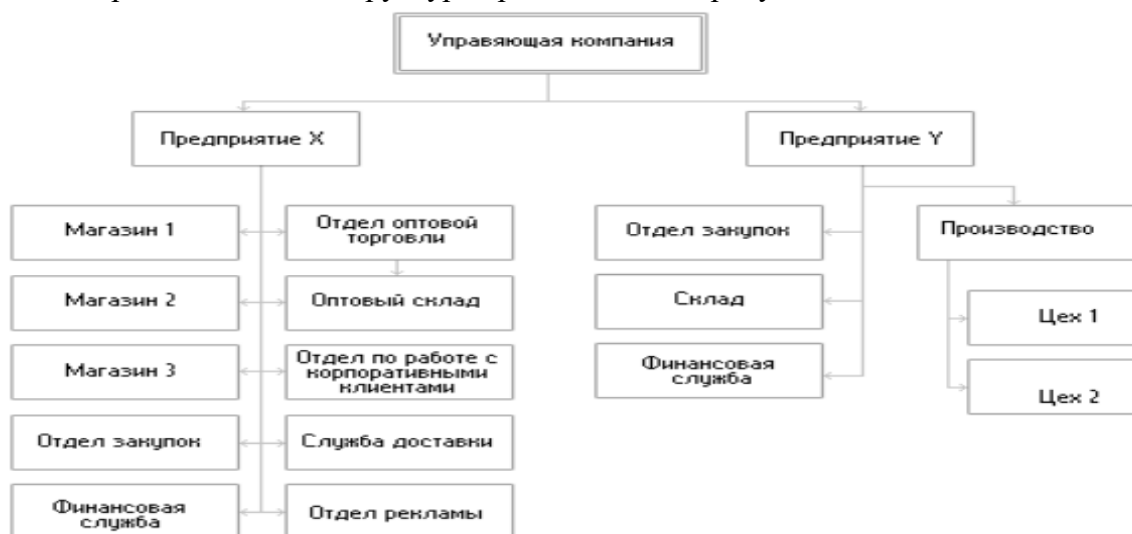 Управяющая компания
Предприятие X
Предприятие Y
Магазин 1
Отдел оптовой
торговли
Отдел закупок
Производство
Магазин 2
Оптовый склад
Склад
Цех 1
Магазин 3
Отдел по работе с
корпоративными
клиентами
Финансовая
служба
Цех 2
Отдел закупок
Служба доставки
Финансовая
служба
Отдел рекламы